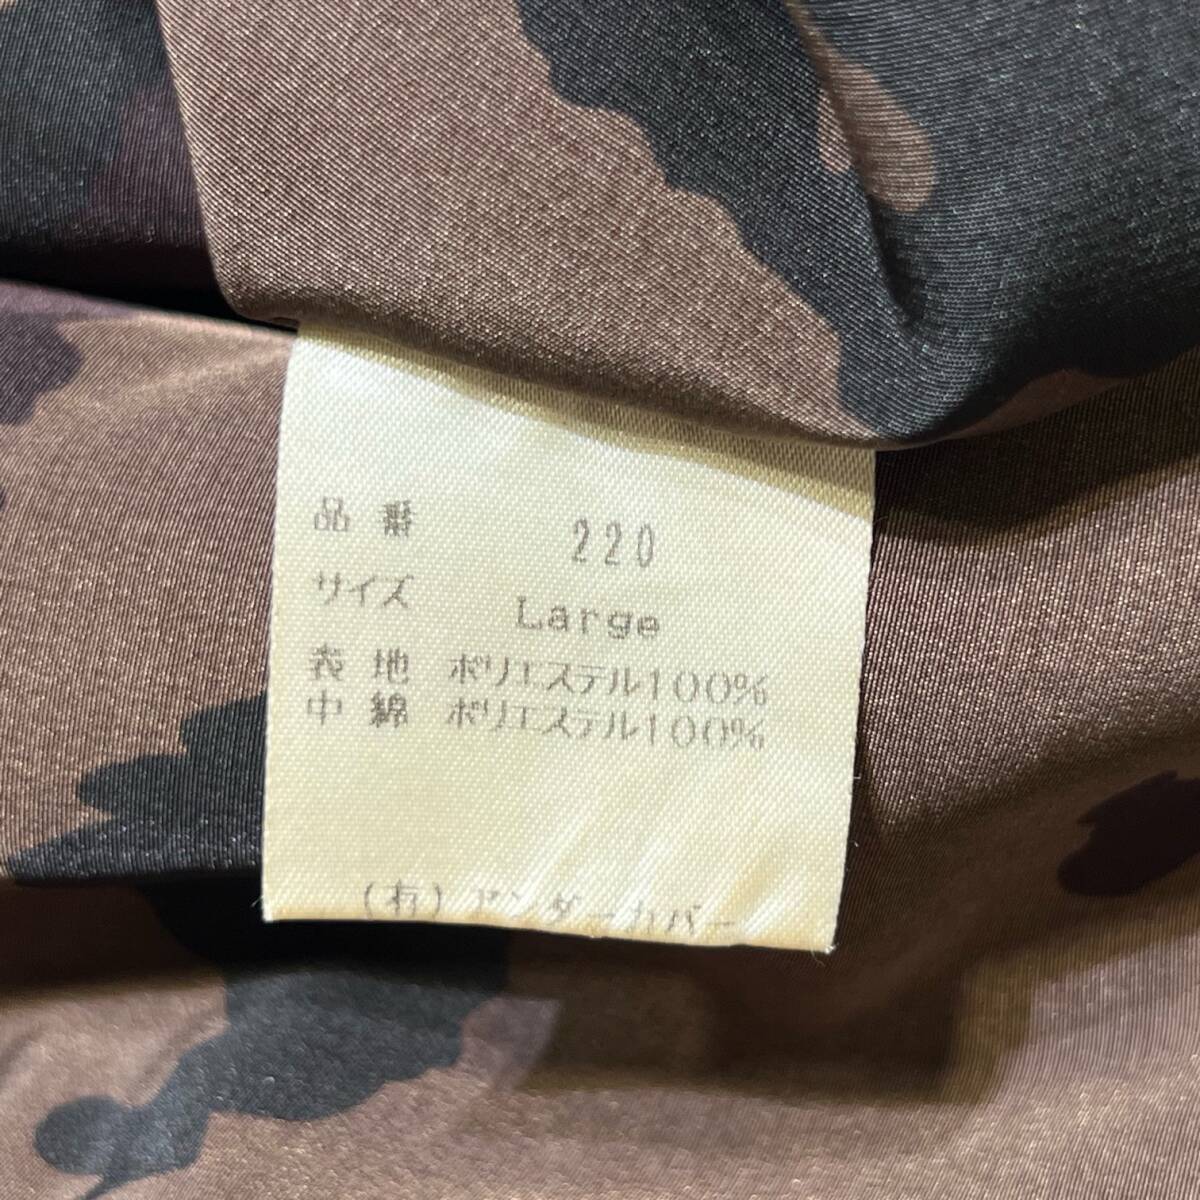 品番 220
サイズ Large
表地 ポリエステル100%
中綿 ポリエステル100%
(有)アンダーカバー